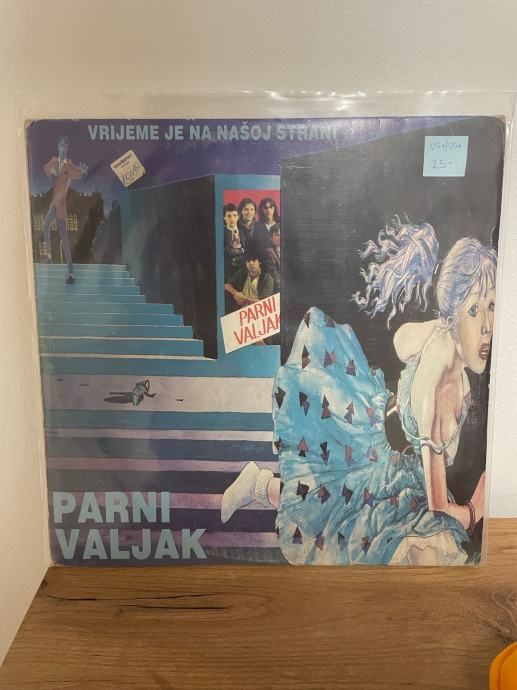 VRIJEME JE NA NAŠOJ STRANI
VG+/VG+
25-
PARNI
VALJAK
PARNI
VALJAK